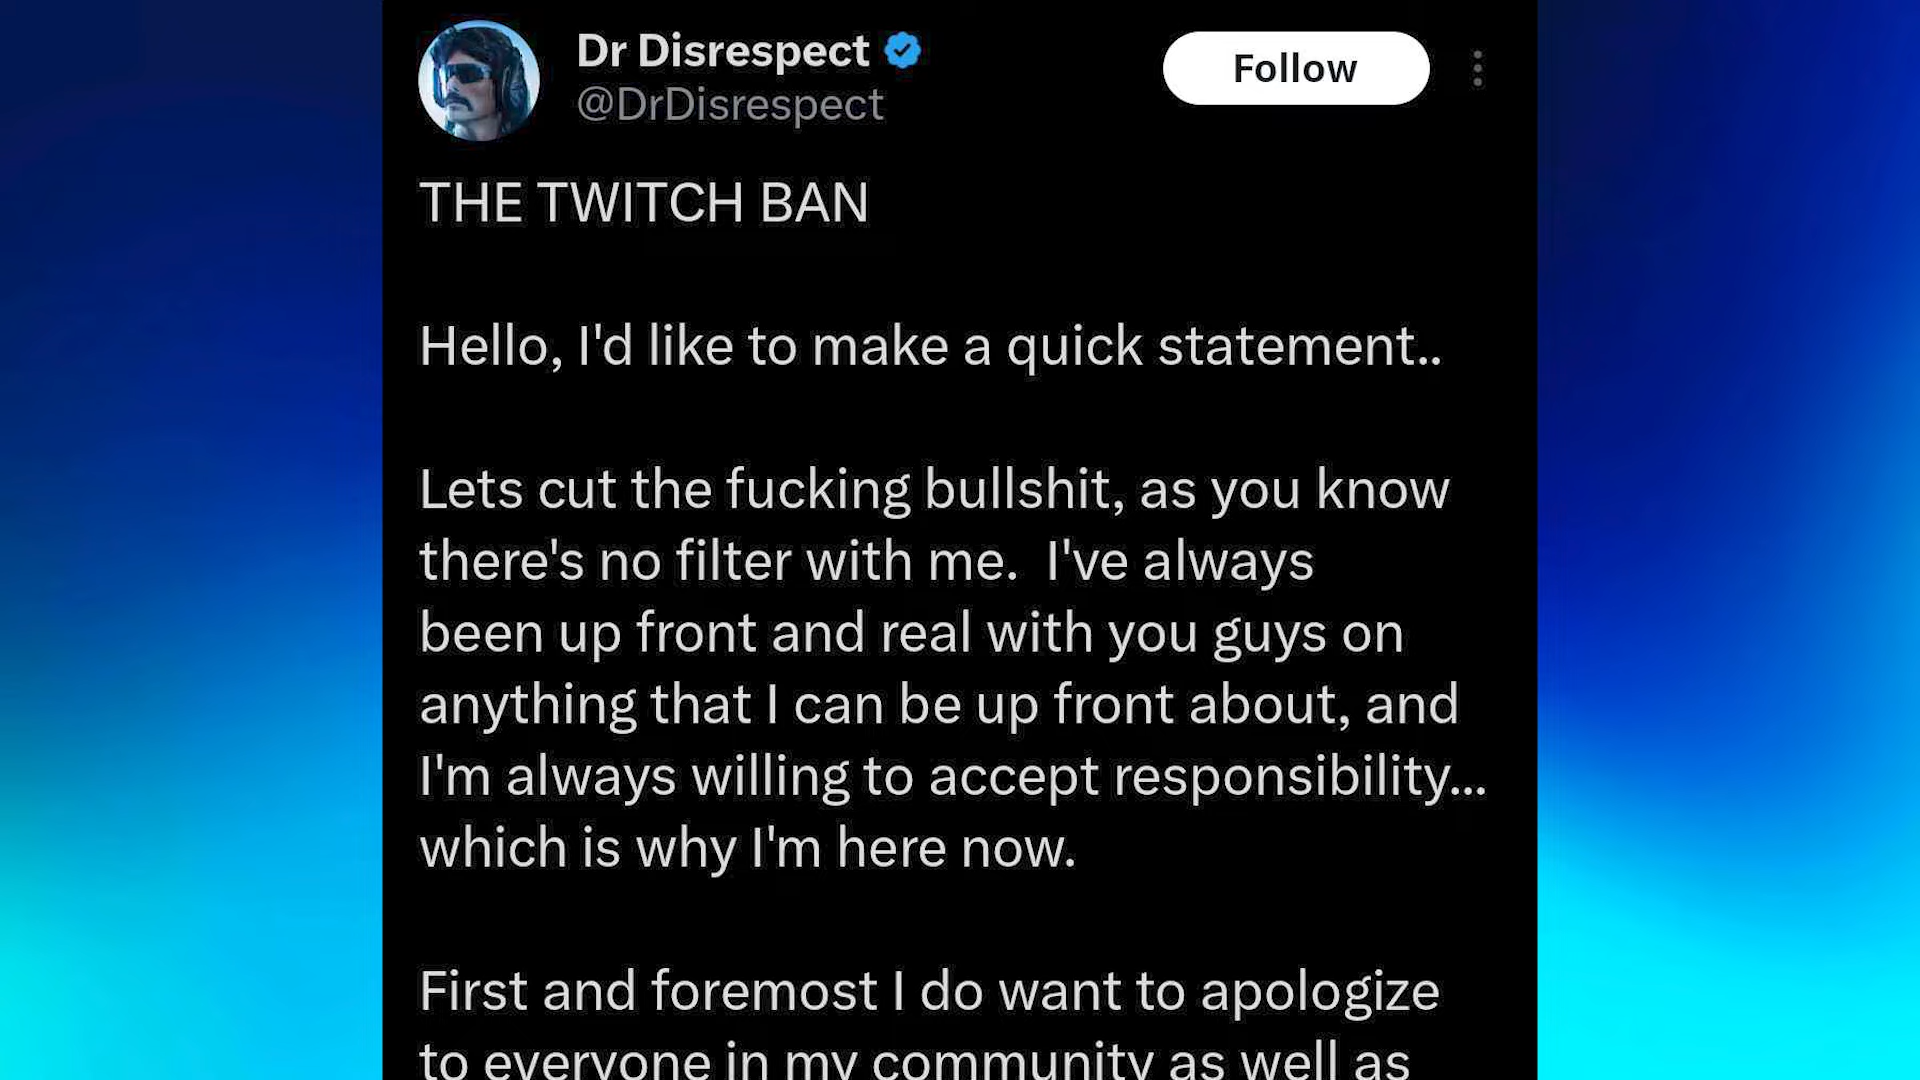 Dr Disrespect
@DrDisrespect
Follow
THE TWITCH BAN
Hello, I'd like to make a quick statement..
Lets cut the fucking bullshit, as you know
there's no filter with me.  I've always
been up front and real with you guys on
anything that I can be up front about, and
I'm always willing to accept responsibility...
which is why I'm here now.
First and foremost I do want to apologize
to everyone in my community as well as